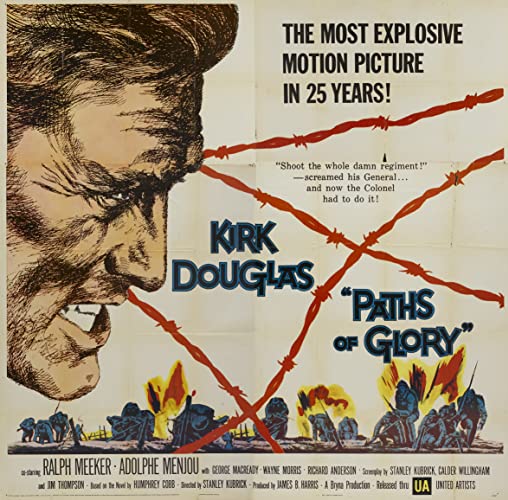 THE MOST EXPLOSIVE
MOTION PICTURE
IN 25 YEARS!
"Shoot the whole damn regiment!"
—screamed his General...
and now the Colonel
had to do it!
KIRK
DOUGLAS
"PATHS
OF GLORY"
co-starring RALPH MEEKER · ADOLPHE MENJOU with GEORGE MACREADY · WAYNE MORRIS · RICHARD ANDERSON · Screenplay by STANLEY KUBRICK, CALDER WILLINGHAM
and JIM THOMPSON · Based on the Novel by HUMPHREY COBB · Directed by STANLEY KUBRICK · Produced by JAMES B. HARRIS · A Bryna Production · Released thru UA UNITED ARTISTS